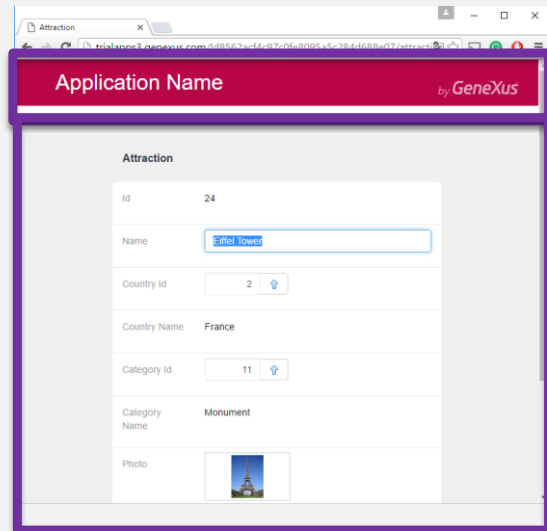 Attraction
Application Name
by GeneXus
Attraction
Id 24
Name Eiffel Tower
Country Id 2
Country Name France
Category Id 11
Category Name Monument
Photo